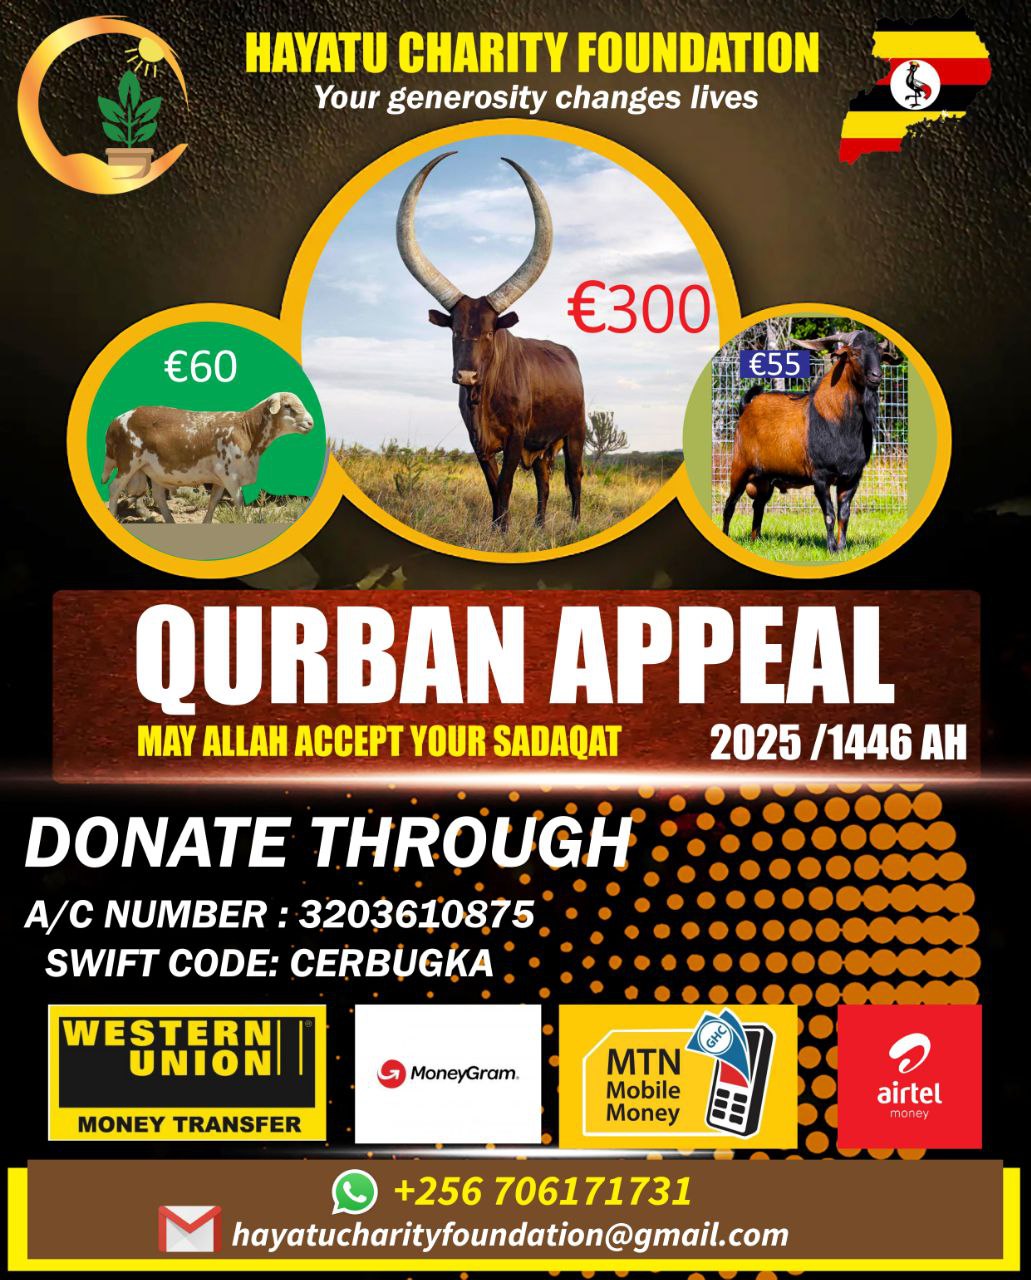 HAYATU CHARITY FOUNDATION
Your generosity changes lives
€300
€60
€55
QURBAN APPEAL
MAY ALLAH ACCEPT YOUR SADAQAT
2025 /1446 AH
DONATE THROUGH
A/C NUMBER : 3203610875
SWIFT CODE: CERBUGKA
WESTERN
UNION
®
MONEY TRANSFER
MoneyGram.
MTN
Mobile
Money
GHC
airtel
money
+256 706171731
hayatucharityfoundation@gmail.com